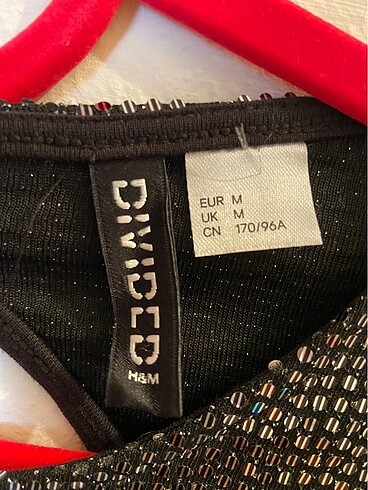 DIVIDED
H&M
EUR M
UK M
CN 170/96A